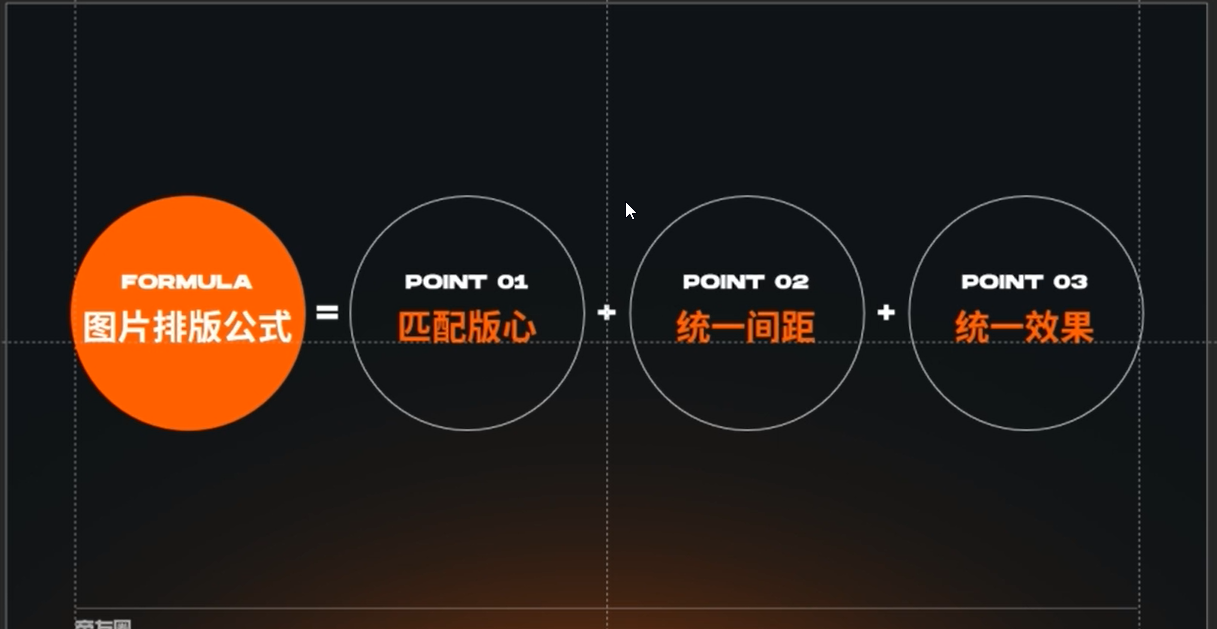 FORMULA
图片排版公式
=
POINT 01
匹配版心
+
POINT 02
统一间距
+
POINT 03
统一效果